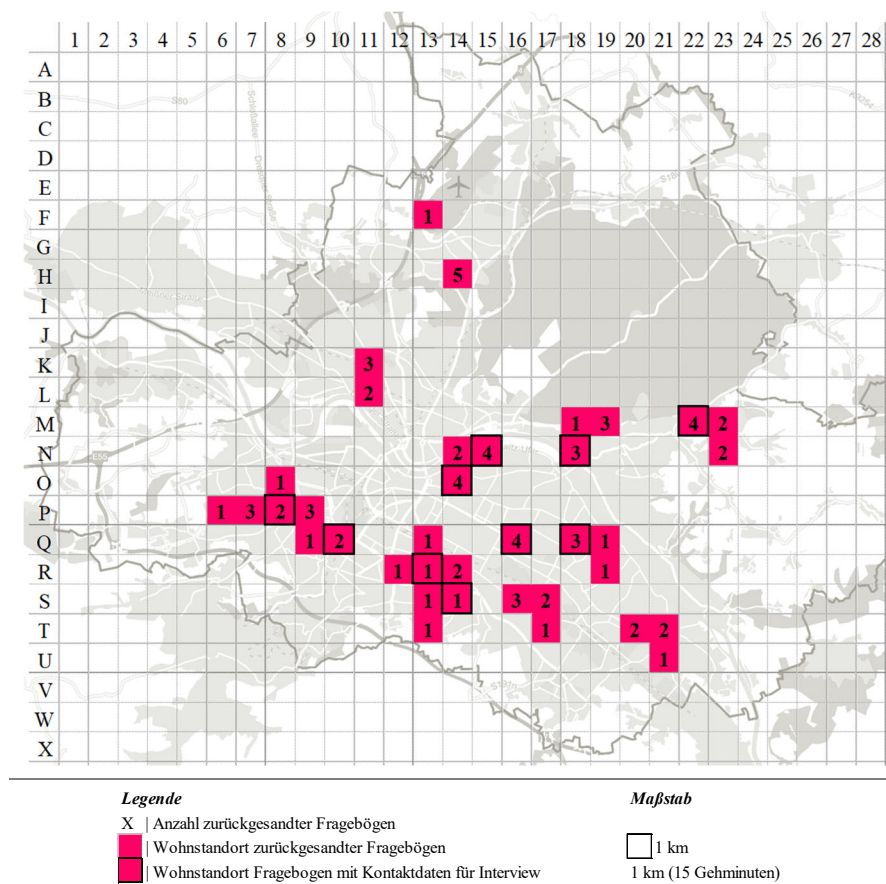 1 2 3 4 5 6 7 8 9 10 11 12 13 14 15 16 17 18 19 20 21 22 23 24 25 26 27 28
A
B
S80
K9254
C
D
E
F 1
G
H 5
I
J
K 3
L 2
M 1 3 4 2
N 2 4 3 2
O 1 4
P 1 3 2 3
Q 1 2 1 4 3 1
R 1 1 2 1
S 1 1 3 2
T 1 1 2 2
U 1
V
W
X
Legende Maßstab
X | Anzahl zurückgesandter Fragebögen
| Wohnstandort zurückgesandter Fragebögen 1 km
| Wohnstandort Fragebogen mit Kontaktdaten für Interview 1 km (15 Gehminuten)